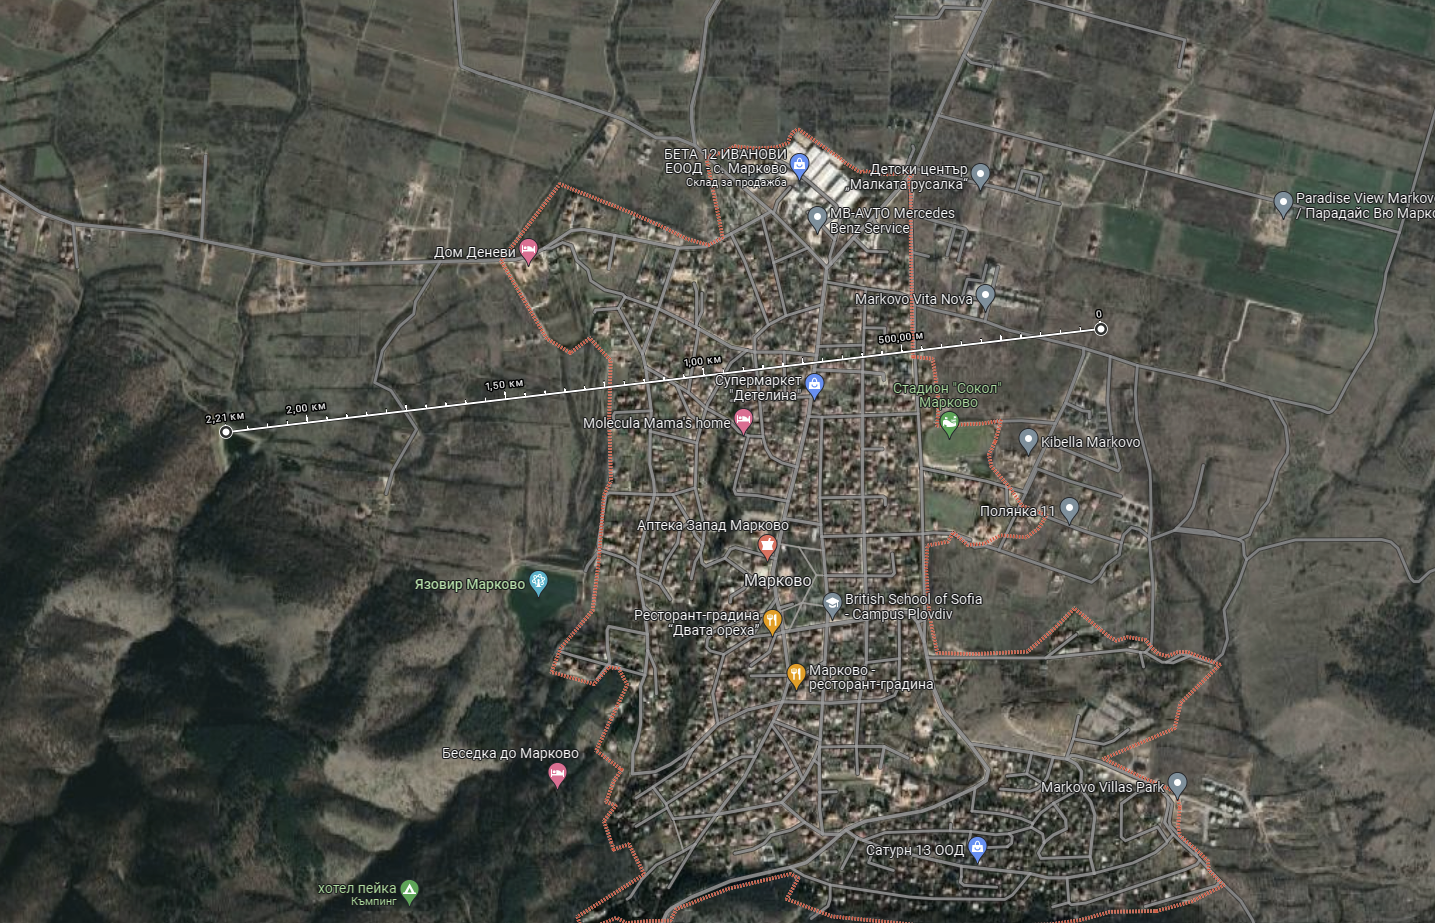 БЕТА 12 ИВАНОВИ
ЕООД - с. Марково
Склад за продажба
Детски център
„Малката русалка“
Paradise View Markovo
/ Парадайс Вю Марко
MB-AVTO Mercedes
Benz Service
Дом Деневи
Markovo Vita Nova
0
500,00 м
1,00 км
1,50 км
2,00 км
2,21 км
Супермаркет
"Детелина"
Стадион "Сокол"
Марково
Molecula Mama's home
Kibella Markovo
Полянка 11
Аптека Запад Марково
Марково
Язовир Марково
British School of Sofia
- Campus Plovdiv
Ресторант-градина
"Двата ореха"
Марково -
ресторант-градина
Беседка до Марково
Markovo Villas Park
Сатурн 13 ООД
хотел пейка
Къмпинг